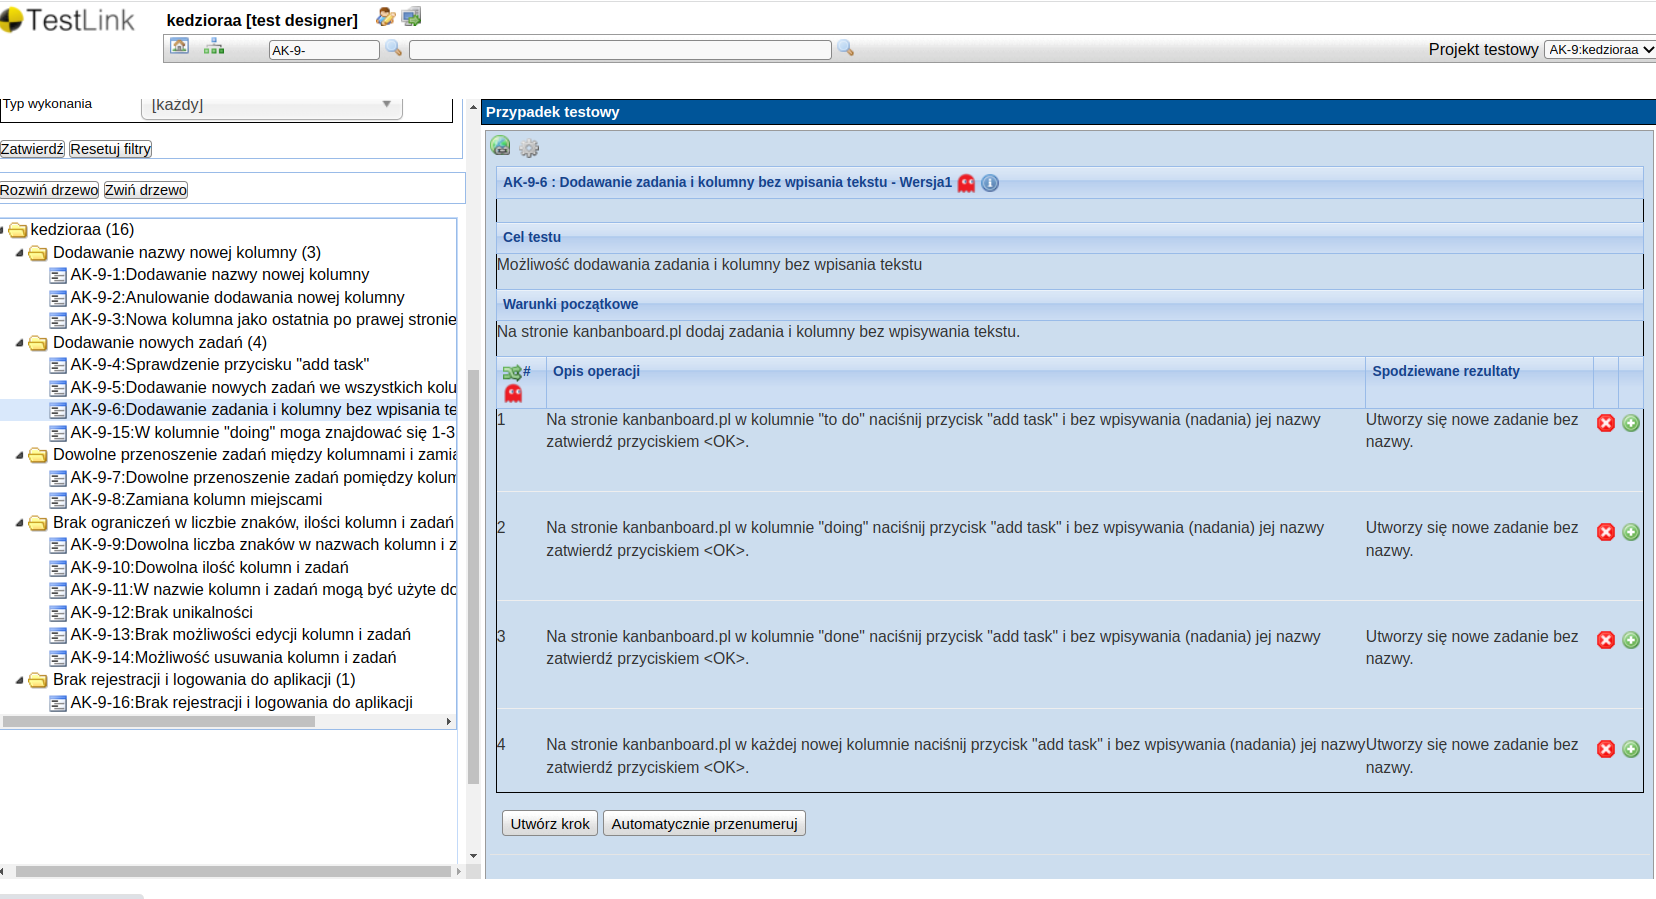 TestLink
kedzioraa [test designer]
AK-9-
Projekt testowy AK-9:kedzioraa
Typ wykonania [każdy]
Zatwierdź Resetuj filtry
Rozwiń drzewo Zwiń drzewo
kedzioraa (16)
Dodawanie nazwy nowej kolumny (3)
AK-9-1:Dodawanie nazwy nowej kolumny
AK-9-2:Anulowanie dodawania nowej kolumny
AK-9-3:Nowa kolumna jako ostatnia po prawej stronie
Dodawanie nowych zadań (4)
AK-9-4:Sprawdzenie przycisku "add task"
AK-9-5:Dodawanie nowych zadań we wszystkich kolu
AK-9-6:Dodawanie zadania i kolumny bez wpisania te
AK-9-15:W kolumnie "doing" moga znajdować się 1-3
Dowolne przenoszenie zadań między kolumnami i zamia
AK-9-7:Dowolne przenoszenie zadań pomiędzy kolum
AK-9-8:Zamiana kolumn miejscami
Brak ograniczeń w liczbie znaków, ilości kolumn i zadań
AK-9-9:Dowolna liczba znaków w nazwach kolumn i z
AK-9-10:Dowolna ilość kolumn i zadań
AK-9-11:W nazwie kolumn i zadań mogą być użyte do
AK-9-12:Brak unikalności
AK-9-13:Brak możliwości edycji kolumn i zadań
AK-9-14:Możliwość usuwania kolumn i zadań
Brak rejestracji i logowania do aplikacji (1)
AK-9-16:Brak rejestracji i logowania do aplikacji
Przypadek testowy
AK-9-6 : Dodawanie zadania i kolumny bez wpisania tekstu - Wersja1
Cel testu
Możliwość dodawania zadania i kolumny bez wpisania tekstu
Warunki początkowe
Na stronie kanbanboard.pl dodaj zadania i kolumny bez wpisywania tekstu.
# Opis operacji Spodziewane rezultaty
1 Na stronie kanbanboard.pl w kolumnie "to do" naciśnij przycisk "add task" i bez wpisywania (nadania) jej nazwy Utworzy się nowe zadanie bez
zatwierdź przyciskiem <OK>. nazwy.
2 Na stronie kanbanboard.pl w kolumnie "doing" naciśnij przycisk "add task" i bez wpisywania (nadania) jej nazwy Utworzy się nowe zadanie bez
zatwierdź przyciskiem <OK>. nazwy.
3 Na stronie kanbanboard.pl w kolumnie "done" naciśnij przycisk "add task" i bez wpisywania (nadania) jej nazwy Utworzy się nowe zadanie bez
zatwierdź przyciskiem <OK>. nazwy.
4 Na stronie kanbanboard.pl w każdej nowej kolumnie naciśnij przycisk "add task" i bez wpisywania (nadania) jej nazwy Utworzy się nowe zadanie bez
zatwierdź przyciskiem <OK>. nazwy.
Utwórz krok Automatycznie przenumeruj